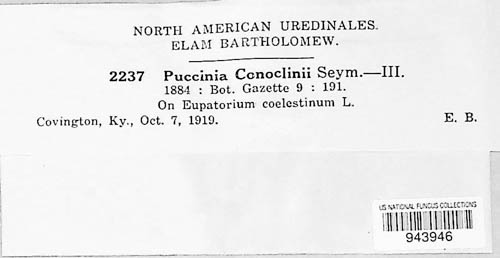 NORTH AMERICAN UREDINALES.
ELAM BARTHOLOMEW.
2237 Puccinia Conoclinii Seym.—III.
1884 : Bot. Gazette 9 : 191.
On Eupatorium coelestinum L.
Covington, Ky., Oct. 7, 1919. E. B.
US NATIONAL FUNGUS COLLECTIONS
943946